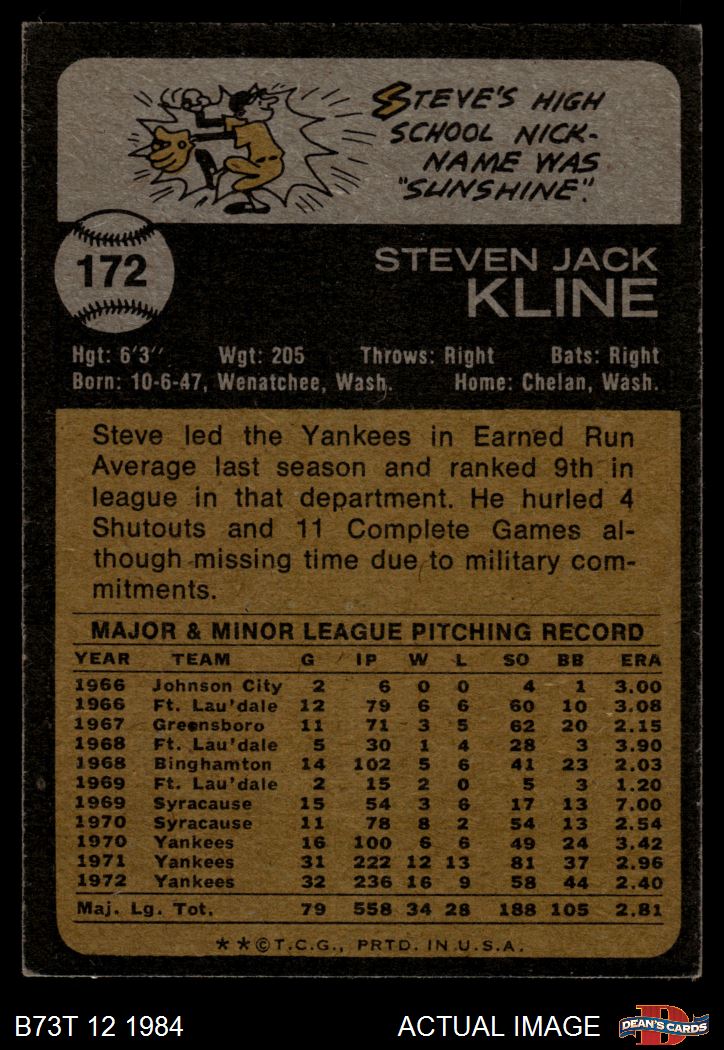 STEVE'S HIGH
SCHOOL NICK-
NAME WAS
"SUNSHINE".
172
STEVEN JACK
KLINE
Hgt: 6'3" Wgt: 205 Throws: Right Bats: Right
Born: 10-6-47, Wenatchee, Wash. Home: Chelan, Wash.
Steve led the Yankees in Earned Run
Average last season and ranked 9th in
league in that department. He hurled 4
Shutouts and 11 Complete Games al-
though missing time due to military com-
mitments.
MAJOR & MINOR LEAGUE PITCHING RECORD
YEAR TEAM G IP W L SO BB ERA
1966 Johnson City 2 6 0 0 4 1 3.00
1966 Ft. Lau'dale 12 79 6 6 60 10 3.08
1967 Greensboro 11 71 3 5 62 20 2.15
1968 Ft. Lau'dale 5 30 1 4 28 3 3.90
1968 Binghamton 14 102 5 6 41 23 2.03
1969 Ft. Lau'dale 2 15 2 0 5 3 1.20
1969 Syracause 15 54 3 6 17 13 7.00
1970 Syracause 11 78 8 2 54 13 2.54
1970 Yankees 16 100 6 6 49 24 3.42
1971 Yankees 31 222 12 13 81 37 2.96
1972 Yankees 32 236 16 9 58 44 2.40
Maj. Lg. Tot. 79 558 34 28 188 105 2.81
**©T.C.G., PRTD. IN U.S.A.
B73T 12 1984 ACTUAL IMAGE DEAN'S CARDS